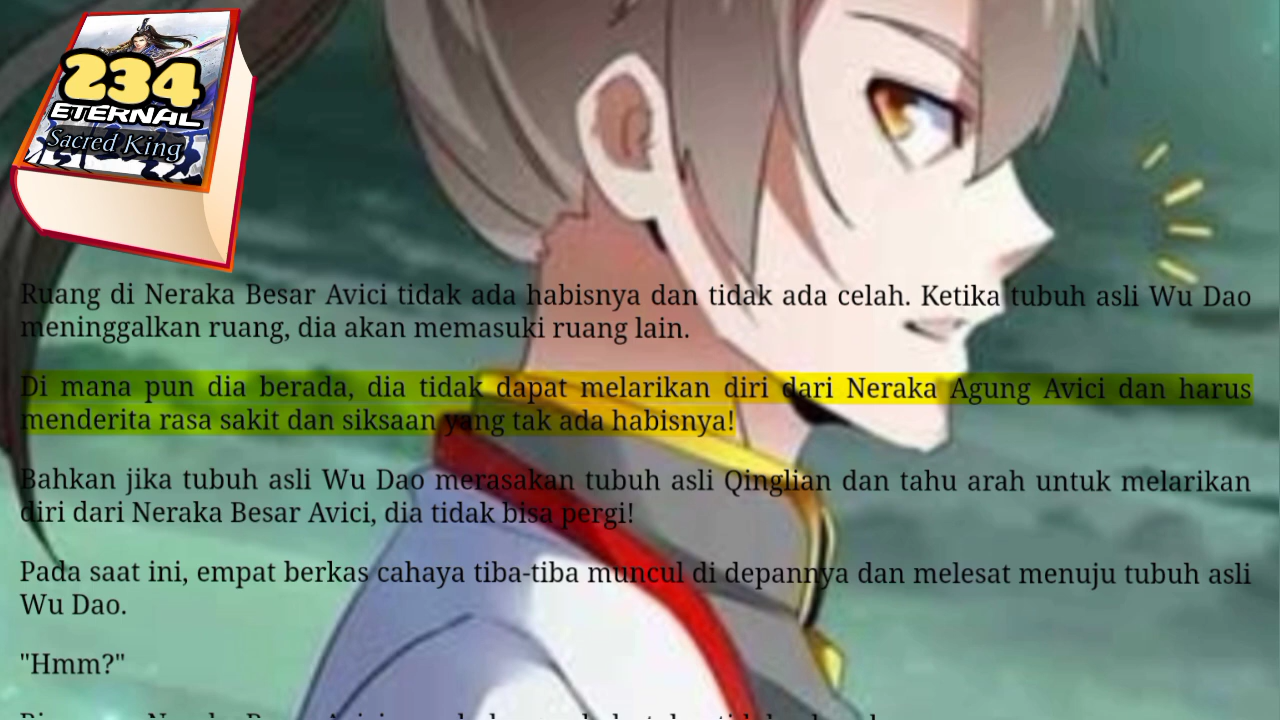 234
ETERNAL
Sacred King
Ruang di Neraka Besar Avici tidak ada habisnya dan tidak ada celah. Ketika tubuh asli Wu Dao
meninggalkan ruang, dia akan memasuki ruang lain.
Di mana pun dia berada, dia tidak dapat melarikan diri dari Neraka Agung Avici dan harus
menderita rasa sakit dan siksaan yang tak ada habisnya!
Bahkan jika tubuh asli Wu Dao merasakan tubuh asli Qinglian dan tahu arah untuk melarikan
diri dari Neraka Besar Avici, dia tidak bisa pergi!
Pada saat ini, empat berkas cahaya tiba-tiba muncul di depannya dan melesat menuju tubuh asli
Wu Dao.
"Hmm?"